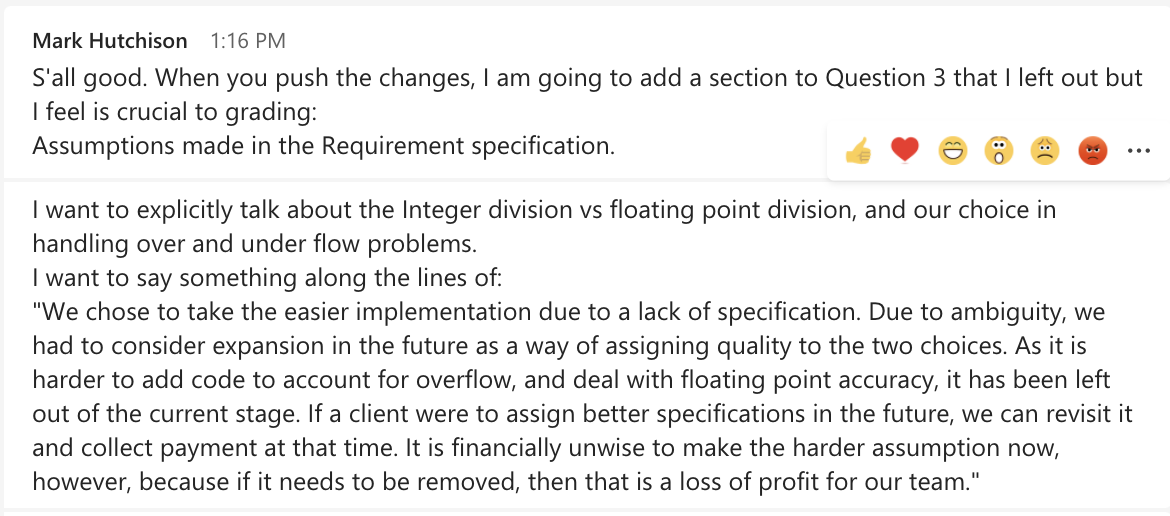 Mark Hutchison 1:16 PM
S'all good. When you push the changes, I am going to add a section to Question 3 that I left out but
I feel is crucial to grading:
Assumptions made in the Requirement specification.
I want to explicitly talk about the Integer division vs floating point division, and our choice in
handling over and under flow problems.
I want to say something along the lines of:
"We chose to take the easier implementation due to a lack of specification. Due to ambiguity, we
had to consider expansion in the future as a way of assigning quality to the two choices. As it is
harder to add code to account for overflow, and deal with floating point accuracy, it has been left
out of the current stage. If a client were to assign better specifications in the future, we can revisit it
and collect payment at that time. It is financially unwise to make the harder assumption now,
however, because if it needs to be removed, then that is a loss of profit for our team."